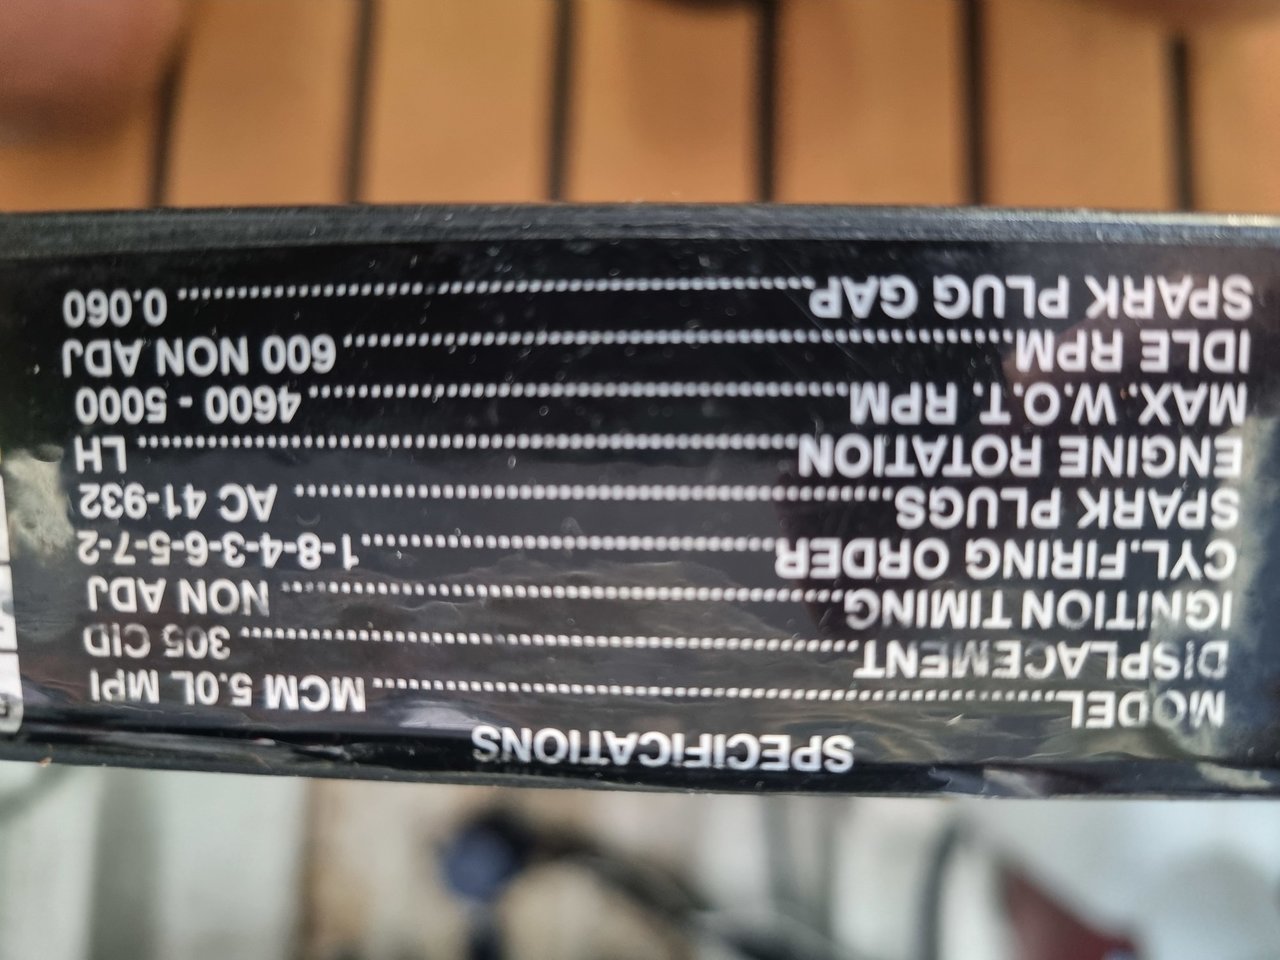 SPECIFICATIONS
MODEL.......................................MCM 5.0L MPI
DISPLACEMENT.......................................305 CID
IGNITION TIMING.......................................NON ADJ
CYL.FIRING ORDER.......................................1-8-4-3-6-5-7-2
SPARK PLUGS.......................................AC 41-932
ENGINE ROTATION.......................................LH
MAX. W.O.T. RPM.......................................4600 - 5000
IDLE RPM.......................................600 NON ADJ
SPARK PLUG GAP.......................................0.060